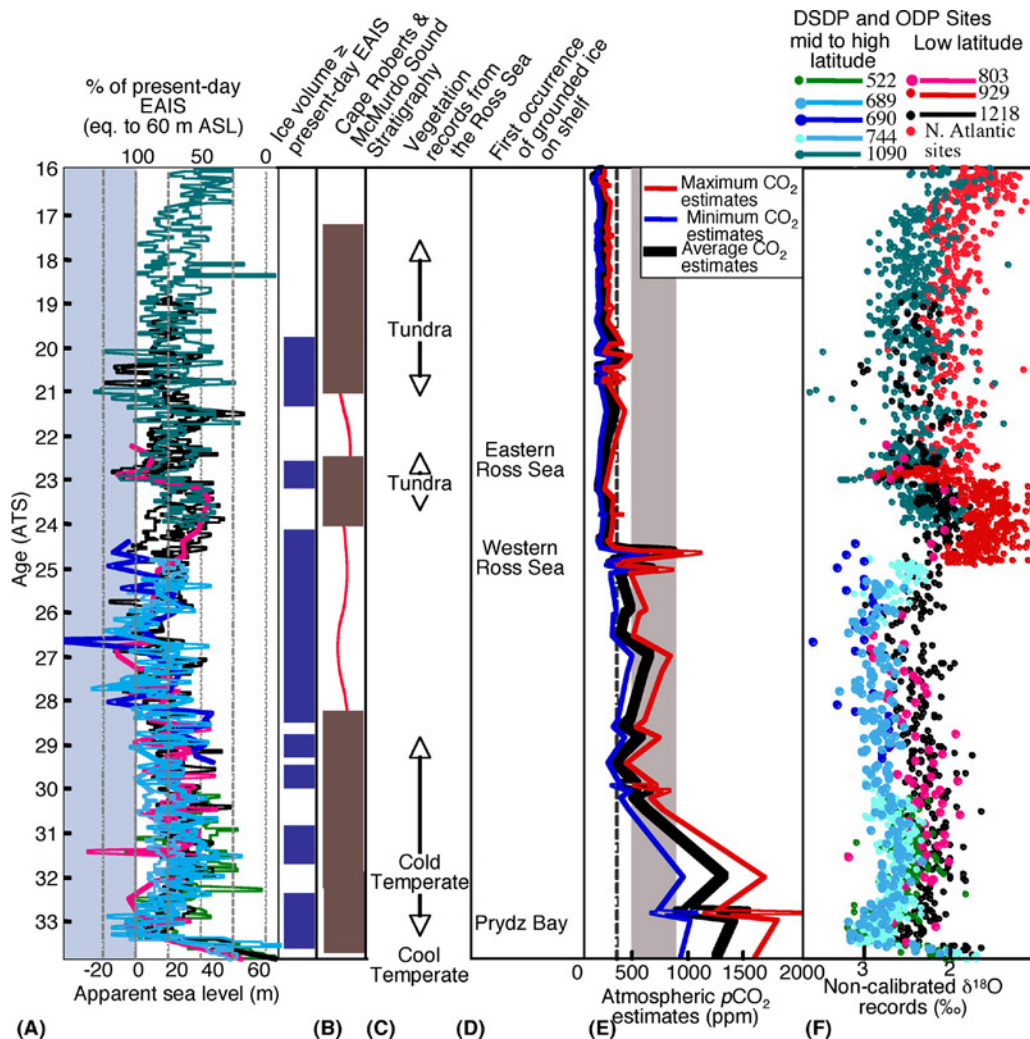 % of present-day
EAIS
(eq. to 60 m ASL)
100 50 0
Ice volume ≥
present-day EAIS
Cape Roberts &
McMurdo Sound
Stratigraphy
Vegetation
records from
the Ross Sea
First occurrence
of grounded ice
on shelf
DSDP and ODP Sites
mid to high
latitude
Low latitude
522
689
690
744
1090
803
929
1218
N. Atlantic
sites
Maximum CO2
estimates
Minimum CO2
estimates
Average CO2
estimates
Age (ATS)
16
17
18
19
20
21
22
23
24
25
26
27
28
29
30
31
32
33
Tundra
Tundra
Cold
Temperate
Cool
Temperate
Eastern
Ross Sea
Western
Ross Sea
Prydz Bay
-20 0 20 40 60
Apparent sea level (m)
0 500 1000 1500 2000
Atmospheric pCO2
estimates (ppm)
3 2
Non-calibrated δ18O
records (‰)
(A) (B) (C) (D) (E) (F)